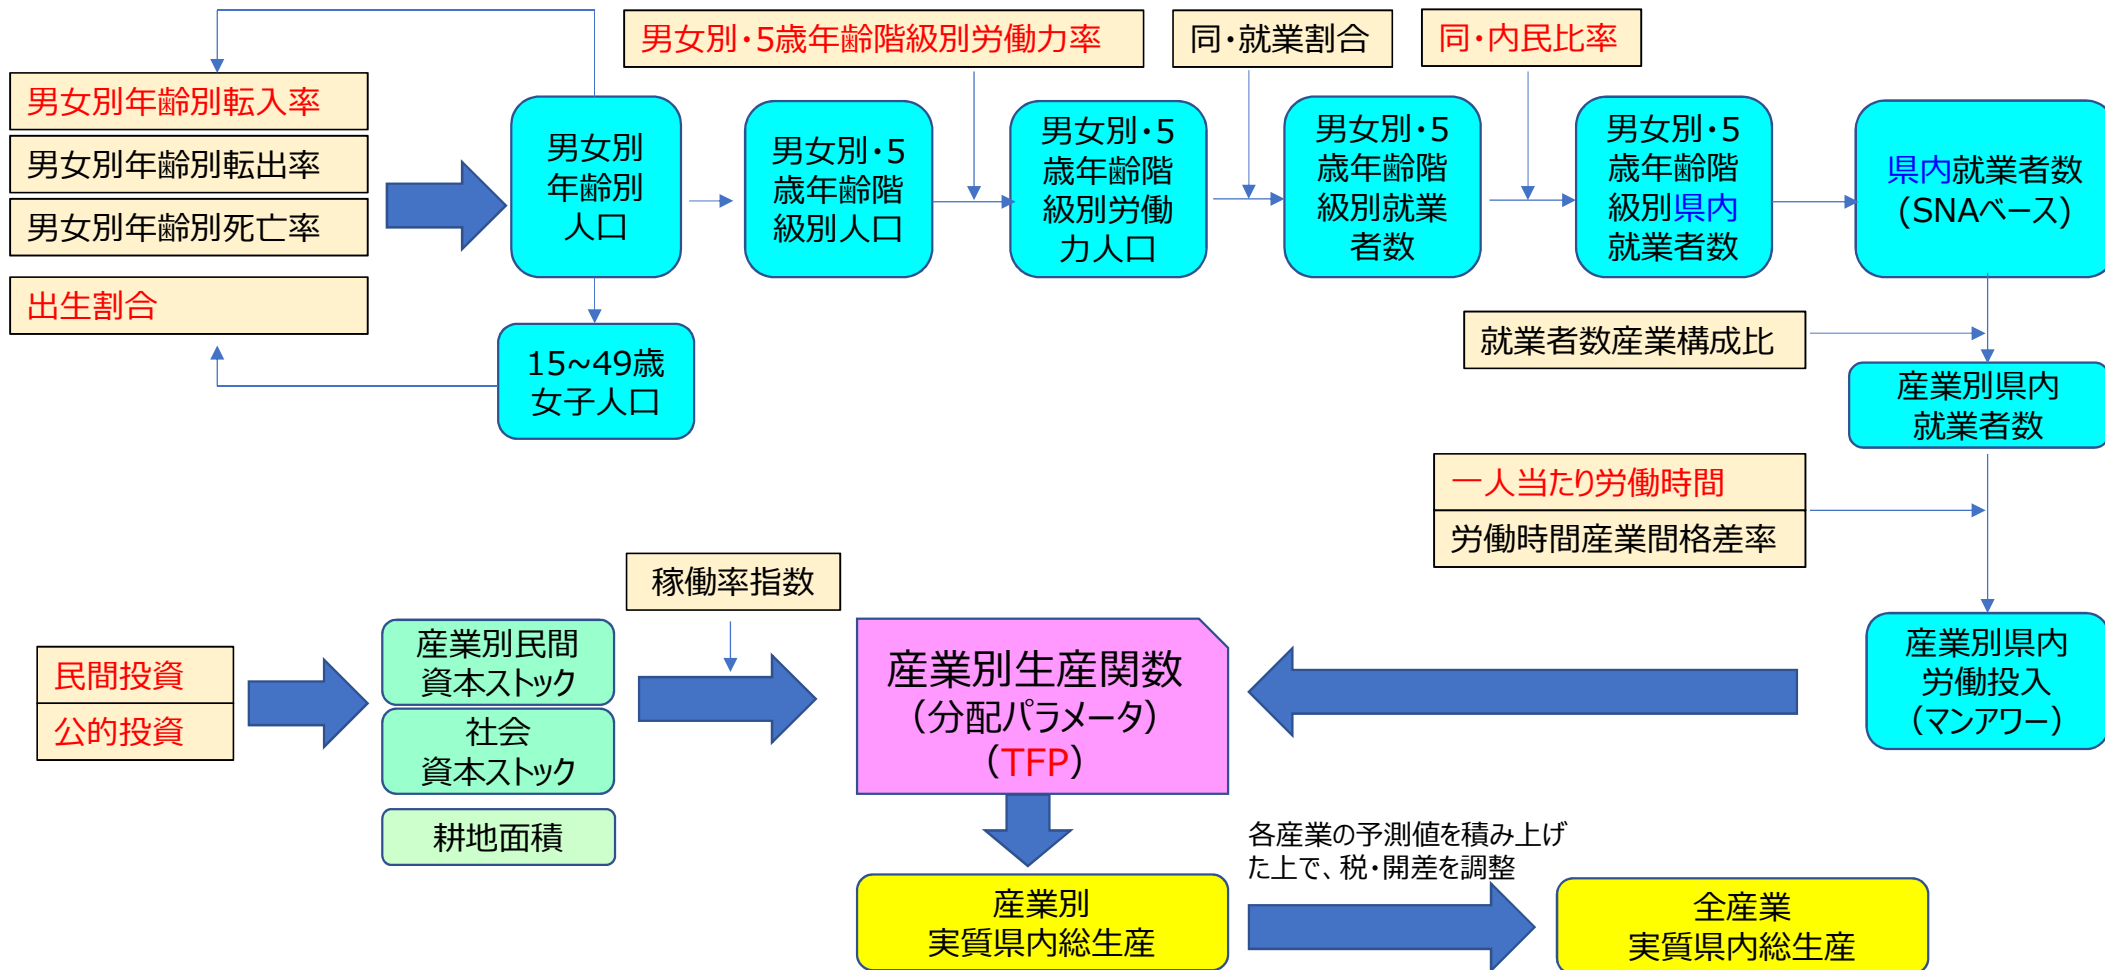 男女別・5歳年齢階級別労働力率
同・就業割合
同・内民比率
男女別年齢別転入率
男女別年齢別転出率
男女別年齢別死亡率
出生割合
男女別
年齢別
人口
男女別・5
歳年齢階
級別人口
男女別・5
歳年齢階
級別労働
力人口
男女別・5
歳年齢階
級別就業
者数
男女別・5
歳年齢階
級別県内
就業者数
県内就業者数
(SNAベース)
15~49歳
女子人口
就業者数産業構成比
産業別県内
就業者数
一人当たり労働時間
労働時間産業間格差率
稼働率指数
民間投資
公的投資
産業別民間
資本ストック
社会
資本ストック
耕地面積
産業別生産関数
（分配パラメータ）
（TFP）
産業別県内
労働投入
（マンアワー）
各産業の予測値を積み上げ
た上で、税・開差を調整
産業別
実質県内総生産
全産業
実質県内総生産